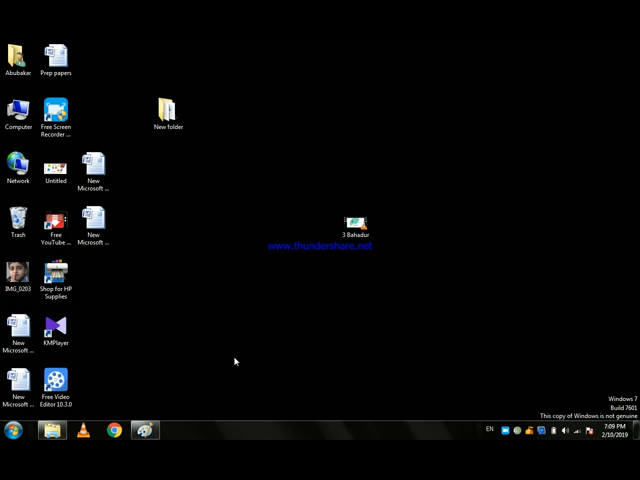 Abubakar
Prep papers
Computer
Free Screen
Recorder ...
New folder
Network
Untitled
New
Microsoft ...
Trash
Free
YouTube ...
New
Microsoft ...
3 Bahadur
www.thundershare.net
IMG_0203
Shop for HP
Supplies
New
Microsoft ...
KMPlayer
New
Microsoft ...
Free Video
Editor 10.3.0
Windows 7
Build 7601
This copy of Windows is not genuine
EN
7:09 PM
2/10/2019